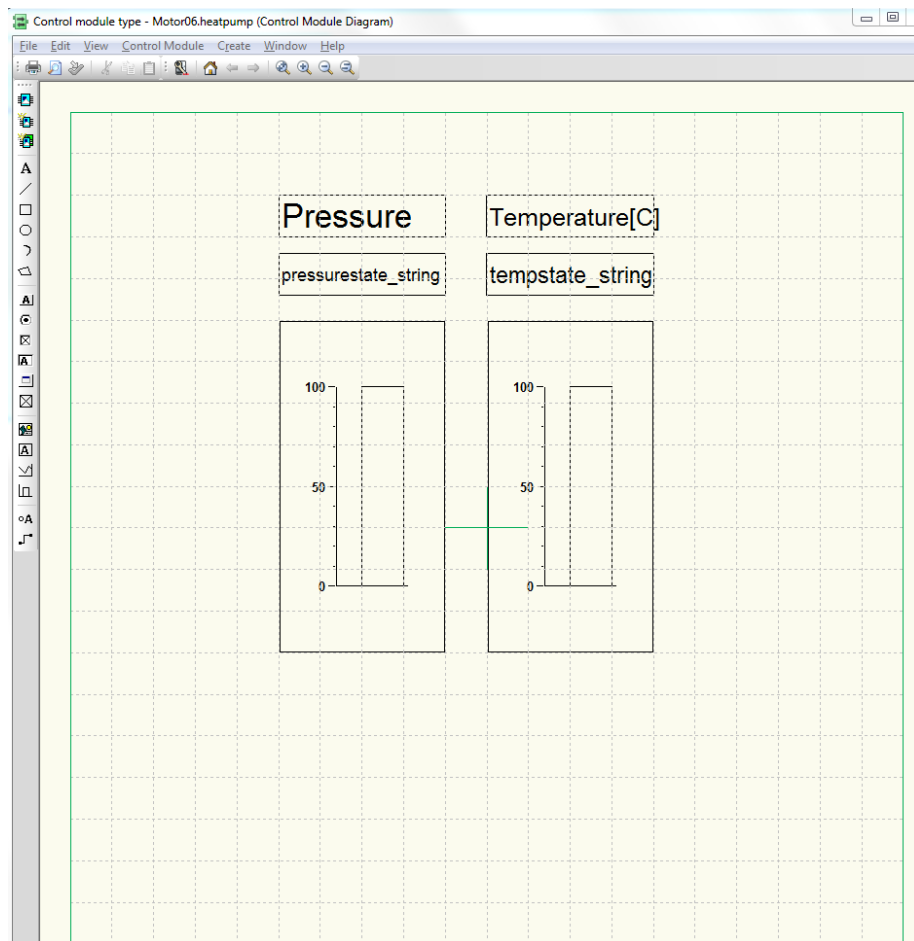 Control module type - Motor06.heatpump (Control Module Diagram)
File Edit View Control Module Create Window Help
A
A
A
A
A
Pressure Temperature[C]
pressurestate_string tempstate_string
100 100
50 50
0 0